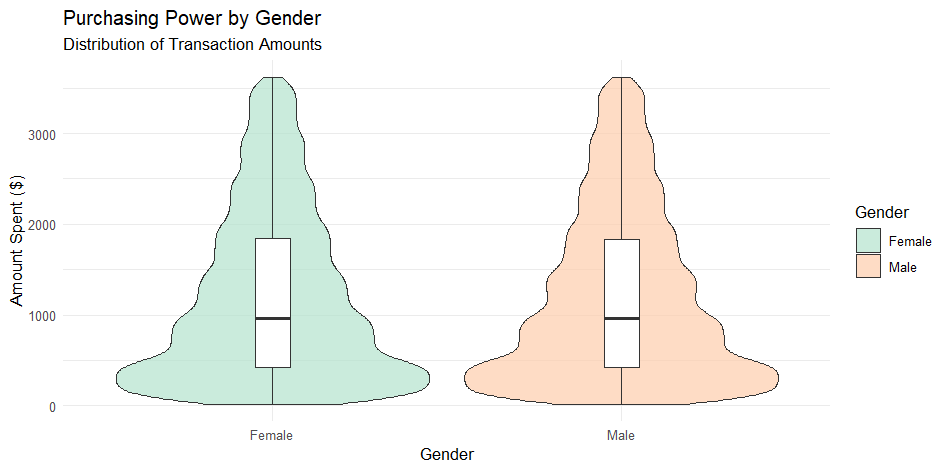 Purchasing Power by Gender
Distribution of Transaction Amounts
Amount Spent ($)
3000
2000
1000
0
Female
Male
Gender
Gender
Female
Male